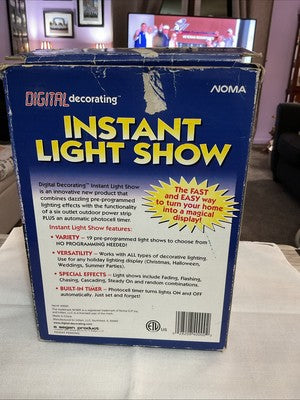 DIGITAL decorating™
NOMA
INSTANT
LIGHT SHOW
Digital Decorating™ Instant Light Show
is an innovative new product that
combines dazzling pre-programmed
lighting effects with the functionality
of a six outlet outdoor power strip
PLUS an automatic photocell timer.
The FAST
and EASY way
to turn your home
into a magical
display!
Instant Light Show features:
• VARIETY – 19 pre-programmed light shows to choose from
NO PROGRAMMING NEEDED!
• VERSATILITY – Works with ALL types of decorative lighting.
Use for any holiday lighting display (Christmas, Halloween,
Weddings, Summer Parties).
• SPECIAL EFFECTS – Light shows include Fading, Flashing,
Chasing, Cascading, Steady On and random combinations.
• BUILT-IN TIMER – Photocell timer turns lights ON and OFF
automatically. Just set and forget!
www.digital-decorating.com